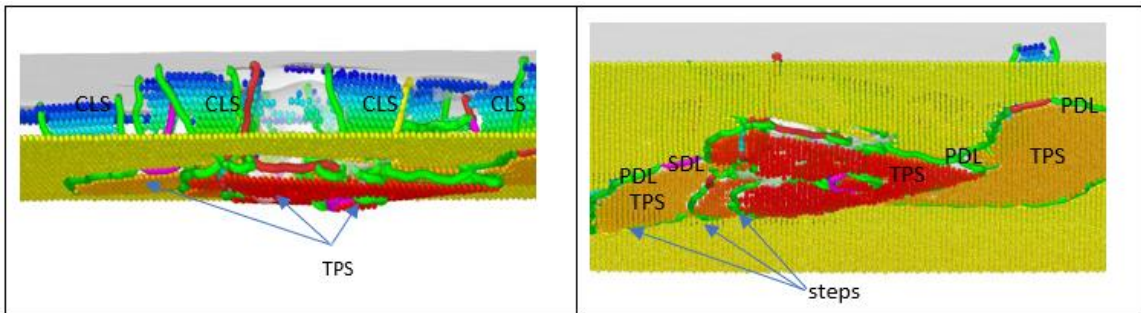 CLS CLS CLS CLS
TPS
PDL
SDL PDL
PDL TPS TPS
TPS
steps